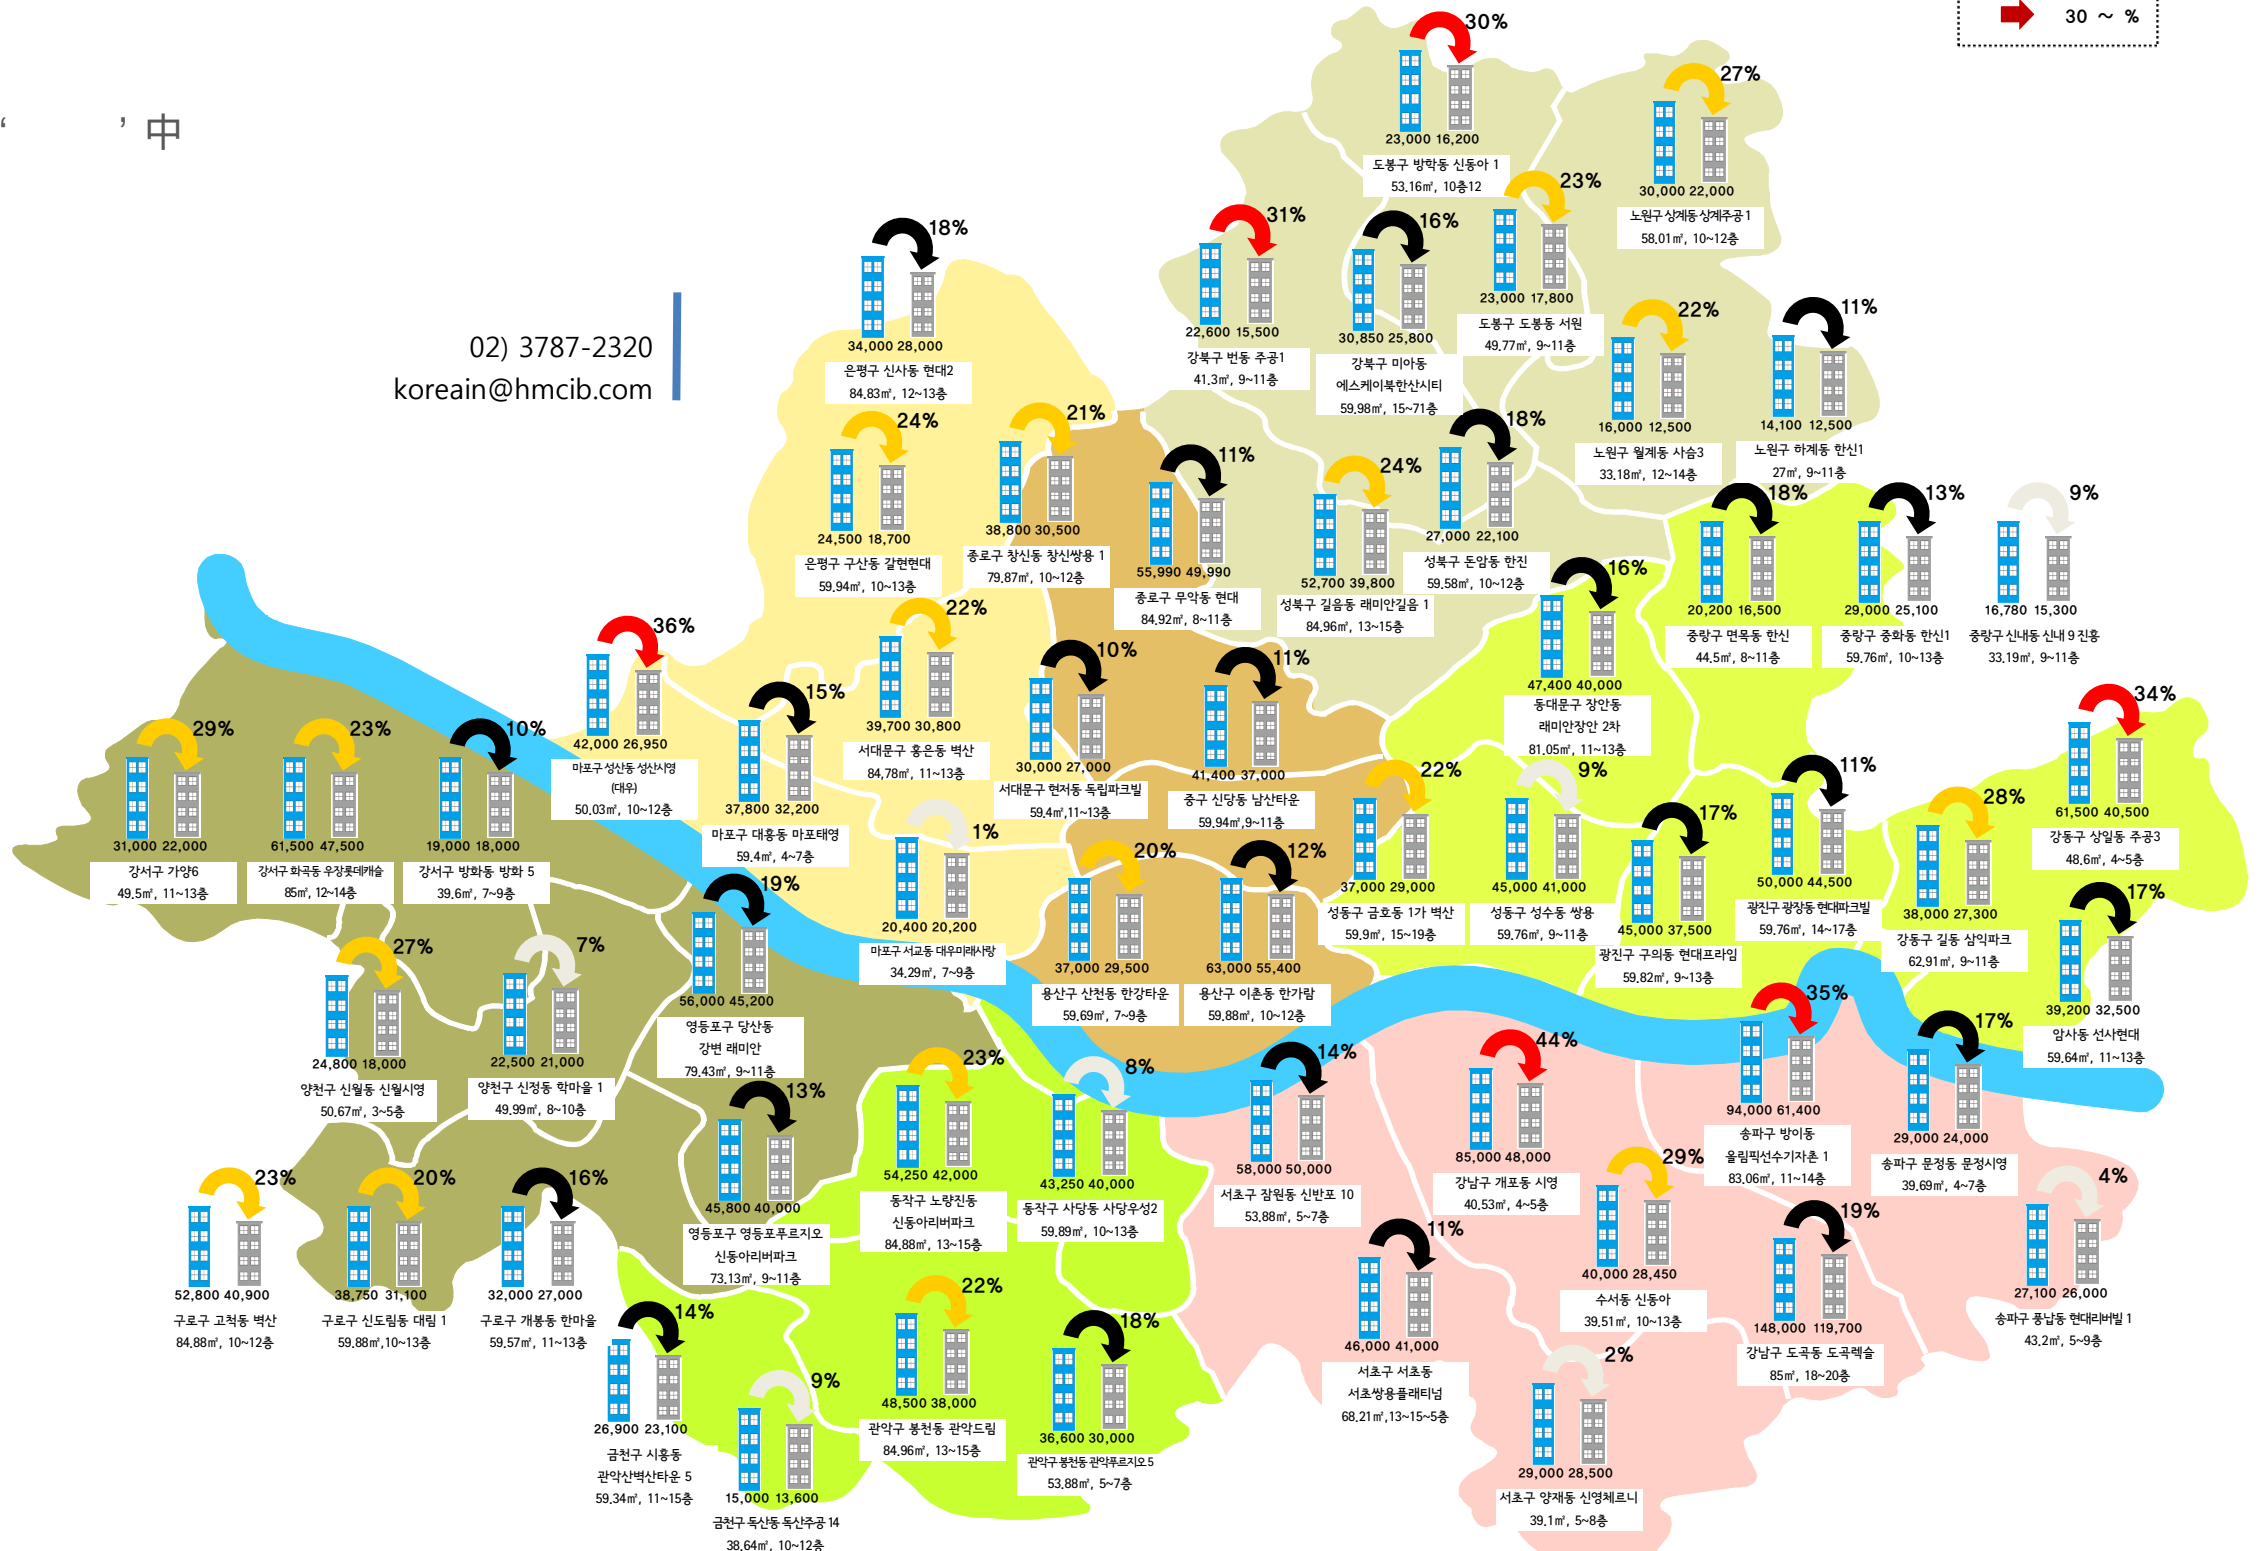 30 ~ %
‘ ’ 中
02) 3787-2320
koreain@hmcib.com
30%
23,000 16,200
도봉구 방학동 신동아 1
53.16㎡, 10층12
27%
30,000 22,000
노원구 상계동 상계주공 1
58.01㎡, 10~12층
23%
23,000 17,800
도봉구 도봉동 서원
49.77㎡, 9~11층
31%
22,600 15,500
강북구 번동 주공1
41.3㎡, 9~11층
16%
30,850 25,800
강북구 미아동
에스케이북한산시티
59.98㎡, 15~71층
18%
34,000 28,000
은평구 신사동 현대2
84.83㎡, 12~13층
22%
16,000 12,500
노원구 월계동 사슴3
33.18㎡, 12~14층
11%
14,100 12,500
노원구 하계동 한신1
27㎡, 9~11층
24%
24,500 18,700
은평구 구산동 갈현현대
59.94㎡, 10~13층
21%
38,800 30,500
종로구 창신동 창신쌍용 1
79.87㎡, 10~12층
11%
55,990 49,990
종로구 무악동 현대
84.92㎡, 8~11층
24%
52,700 39,800
성북구 길음동 래미안길음 1
84.96㎡, 13~15층
18%
27,000 22,100
성북구 돈암동 한진
59.58㎡, 10~12층
18%
20,200 16,500
중랑구 면목동 한신
44.5㎡, 8~11층
13%
29,000 25,100
중랑구 중화동 한신1
59.76㎡, 10~13층
9%
16,780 15,300
중랑구 신내동 신내 9 진흥
33.19㎡, 9~11층
16%
47,400 40,000
동대문구 장안동
래미안장안 2차
81.05㎡, 11~13층
36%
42,000 26,950
마포구 성산동 성산시영
(대우)
50.03㎡, 10~12층
15%
37,800 32,200
마포구 대흥동 마포태영
59.4㎡, 4~7층
22%
39,700 30,800
서대문구 홍은동 벽산
84,78㎡, 11~13층
10%
30,000 27,000
서대문구 현저동 독립파크빌
59.4㎡,11~13층
11%
41,400 37,000
중구 신당동 남산타운
59.94㎡,9~11층
34%
61,500 40,500
강동구 상일동 주공3
48.6㎡, 4~5층
29%
31,000 22,000
강서구 가양6
49.5㎡, 11~13층
23%
61,500 47,500
강서구 화곡동 우장롯데캐슬
85㎡, 12~14층
10%
19,000 18,000
강서구 방화동 방화 5
39.6㎡, 7~9층
1%
20,400 20,200
마포구 서교동 대우미래사랑
34.29㎡, 7~9층
20%
37,000 29,500
용산구 산천동 한강타운
59.69㎡, 7~9층
12%
63,000 55,400
용산구 이촌동 한가람
59.88㎡, 10~12층
22%
37,000 29,000
성동구 금호동 1가 벽산
59.9㎡, 15~19층
9%
45,000 41,000
성동구 성수동 쌍용
59.76㎡, 9~11층
17%
45,000 37,500
광진구 구의동 현대프라임
59.82㎡, 9~13층
11%
50,000 44,500
광진구 광장동 현대파크빌
59.76㎡, 14~17층
28%
38,000 27,300
강동구 길동 삼익파크
62.91㎡, 9~11층
17%
39,200 32,500
암사동 선사현대
59.64㎡, 11~13층
19%
56,000 45,200
영등포구 당산동
강변 래미안
79.43㎡, 9~11층
27%
24,800 18,000
양천구 신월동 신월시영
50.67㎡, 3~5층
7%
22,500 21,000
양천구 신정동 학마을 1
49.99㎡, 8~10층
13%
45,800 40,000
영등포구 영등포푸르지오
신동아리버파크
73.13㎡, 9~11층
23%
54,250 42,000
동작구 노량진동
신동아리버파크
84.88㎡, 13~15층
8%
43,250 40,000
동작구 사당동 사당우성2
59.89㎡, 10~13층
14%
58,000 50,000
서초구 잠원동 신반포 10
53.88㎡, 5~7층
44%
85,000 48,000
강남구 개포동 시영
40.53㎡, 4~5층
35%
94,000 61,400
송파구 방이동
올림픽선수기자촌 1
83.06㎡, 11~14층
17%
29,000 24,000
송파구 문정동 문정시영
39.69㎡, 4~7층
29%
40,000 28,450
수서동 신동아
39.51㎡, 10~13층
19%
148,000 119,700
강남구 도곡동 도곡렉슬
85㎡, 18~20층
4%
27,100 26,000
송파구 풍납동 현대리버빌 1
43.2㎡, 5~9층
23%
52,800 40,900
구로구 고척동 벽산
84.88㎡, 10~12층
20%
38,750 31,100
구로구 신도림동 대림 1
59.88㎡,10~13층
16%
32,000 27,000
구로구 개봉동 한마을
59.57㎡, 11~13층
14%
26,900 23,100
금천구 시흥동
관악산벽산타운 5
59.34㎡, 11~15층
9%
15,000 13,600
금천구 독산동 독산주공 14
38.64㎡, 10~12층
22%
48,500 38,000
관악구 봉천동 관악드림
84.96㎡, 13~15층
18%
36,600 30,000
관악구 봉천동 관악푸르지오 5
53.88㎡, 5~7층
11%
46,000 41,000
서초구 서초동
서초쌍용플래티넘
68.21㎡,13~15~5층
2%
29,000 28,500
서초구 양재동 신영체르니
39.1㎡, 5~8층